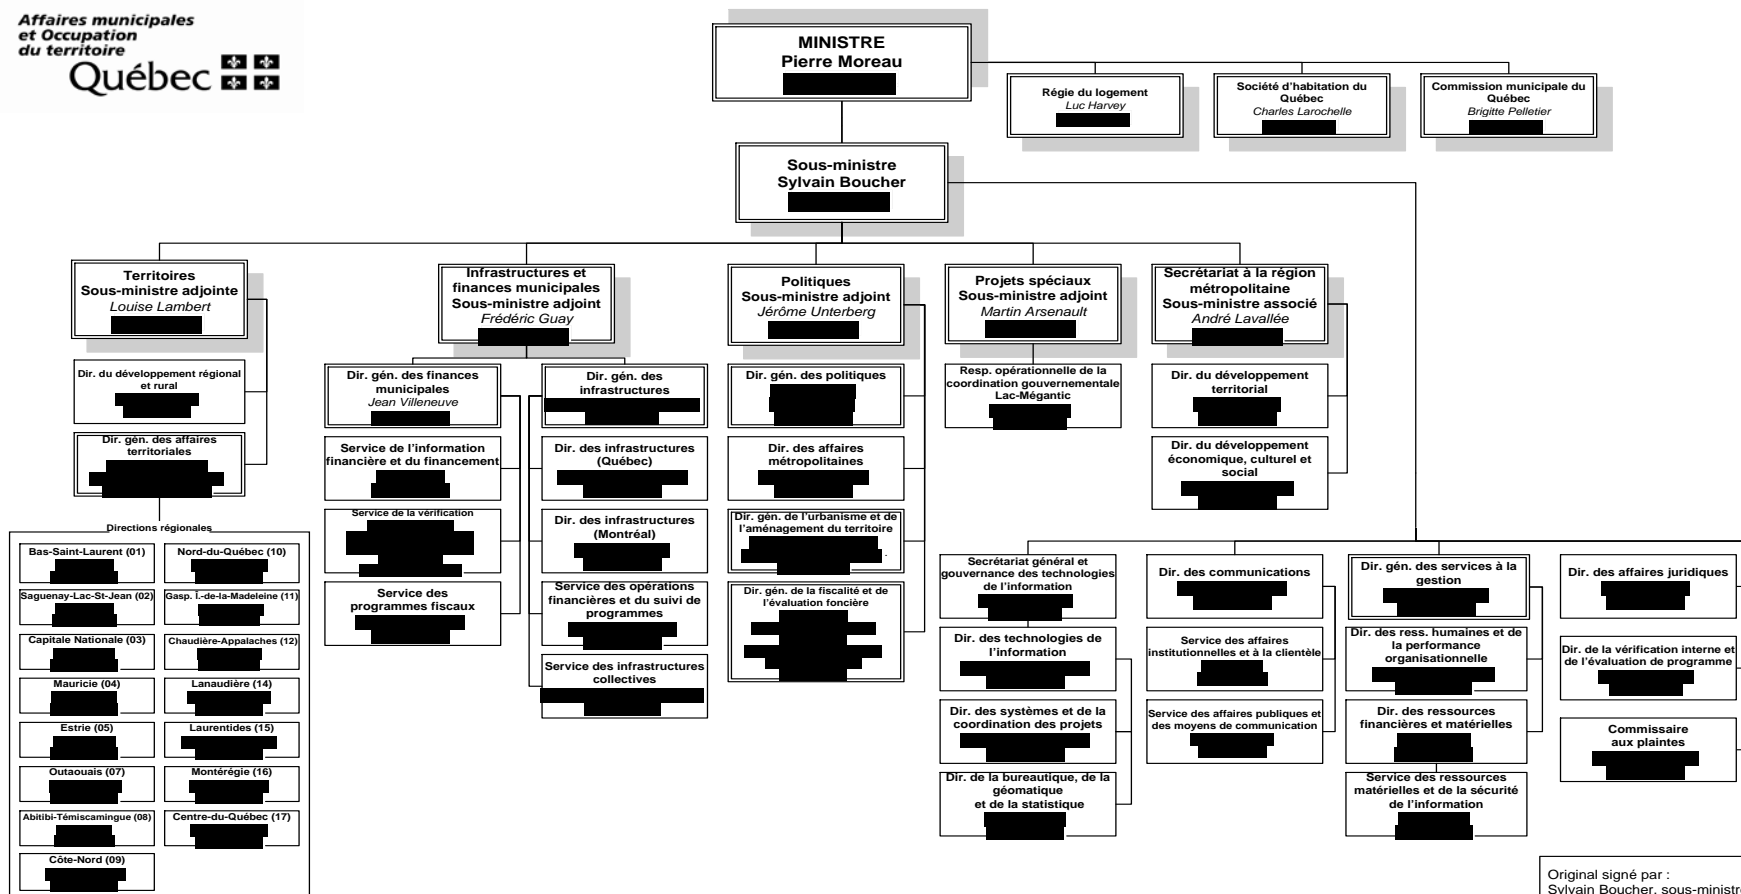 Affaires municipales
et Occupation
du territoire
Québec
MINISTRE
Pierre Moreau
Régie du logement
Luc Harvey
Société d'habitation du
Québec
Charles Larochelle
Commission municipale du
Québec
Brigitte Pelletier
Sous-ministre
Sylvain Boucher
Territoires
Sous-ministre adjointe
Louise Lambert
Infrastructures et
finances municipales
Sous-ministre adjoint
Frédéric Guay
Politiques
Sous-ministre adjoint
Jérôme Unterberg
Projets spéciaux
Sous-ministre adjoint
Martin Arsenault
Secrétariat à la région
métropolitaine
Sous-ministre associé
André Lavallée
Dir. du développement régional
et rural
Dir. gén. des affaires
territoriales
Dir. gén. des finances
municipales
Jean Villeneuve
Service de l'information
financière et du financement
Service de la vérification
Service des
programmes fiscaux
Dir. gén. des
infrastructures
Dir. des infrastructures
(Québec)
Dir. des infrastructures
(Montréal)
Service des opérations
financières et du suivi de
programmes
Service des infrastructures
collectives
Dir. gén. des politiques
Dir. des affaires
métropolitaines
Dir. gén. de l'urbanisme et de
l'aménagement du territoire
.
Dir. gén. de la fiscalité et de
l'évaluation foncière
Resp. opérationnelle de la
coordination gouvernementale
Lac-Mégantic
Dir. du développement
territorial
Dir. du développement
économique, culturel et
social
Directions régionales
Bas-Saint-Laurent (01)
Saguenay-Lac-St-Jean (02)
Capitale Nationale (03)
Mauricie (04)
Estrie (05)
Outaouais (07)
Abitibi-Témiscamingue (08)
Côte-Nord (09)
Nord-du-Québec (10)
Gasp. Î.-de-la-Madeleine (11)
Chaudière-Appalaches (12)
Lanaudière (14)
Laurentides (15)
Montérégie (16)
Centre-du-Québec (17)
Secrétariat général et
gouvernance des technologies
de l'information
Dir. des technologies de
l'information
Dir. des systèmes et de la
coordination des projets
Dir. de la bureautique, de la
géomatique
et de la statistique
Dir. des communications
Service des affaires
institutionnelles et à la clientèle
Service des affaires publiques et
des moyens de communication
Dir. gén. des services à la
gestion
Dir. des ress. humaines et de
la performance
organisationnelle
Dir. des ressources
financières et matérielles
Service des ressources
matérielles et de la sécurité
de l'information
Dir. des affaires juridiques
Dir. de la vérification interne et
de l'évaluation de programme
Commissaire
aux plaintes
Original signé par :
Sylvain Boucher, sous-ministre